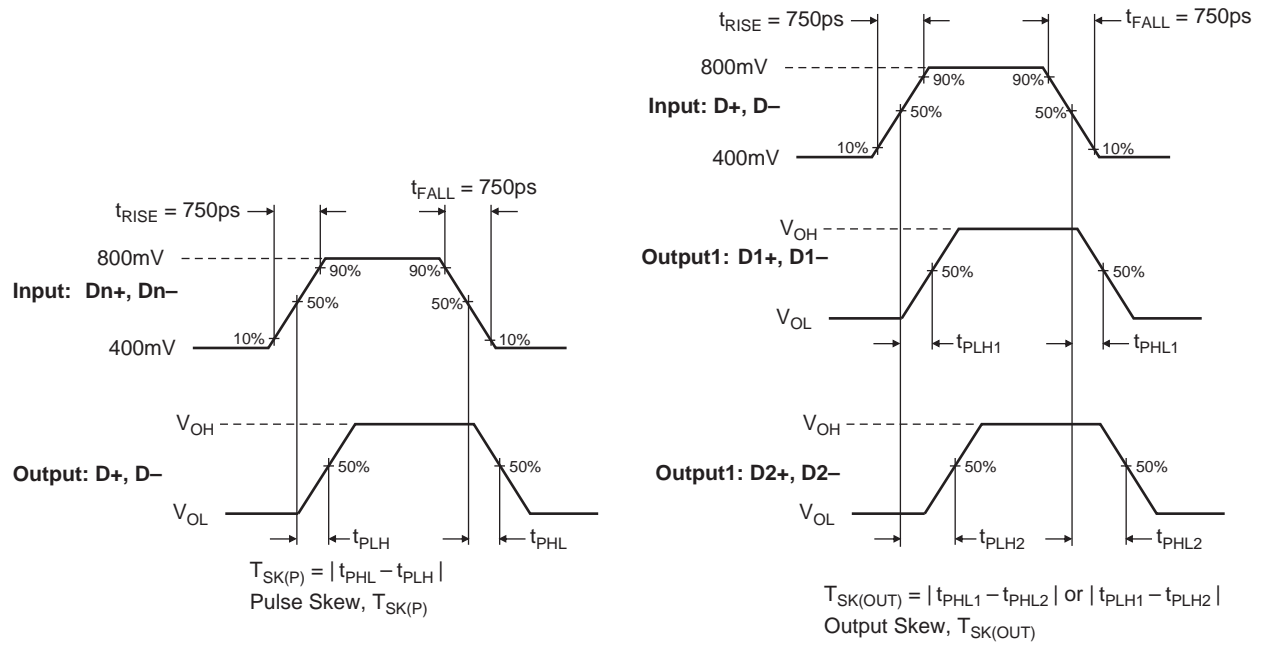 tRISE = 750ps
tFALL = 750ps
800mV
90%
90%
Input: Dn+, Dn–
50%
50%
10%
10%
400mV
VOH
Output: D+, D–
50%
50%
VOL
tPLH
tPHL
TSK(P) = | tPHL – tPLH |
Pulse Skew, TSK(P)
tRISE = 750ps
tFALL = 750ps
800mV
90%
90%
Input: D+, D–
50%
50%
10%
10%
400mV
VOH
Output1: D1+, D1–
50%
50%
VOL
tPLH1
tPHL1
VOH
Output1: D2+, D2–
50%
50%
VOL
tPLH2
tPHL2
TSK(OUT) = | tPHL1 – tPHL2 | or | tPLH1 – tPLH2 |
Output Skew, TSK(OUT)